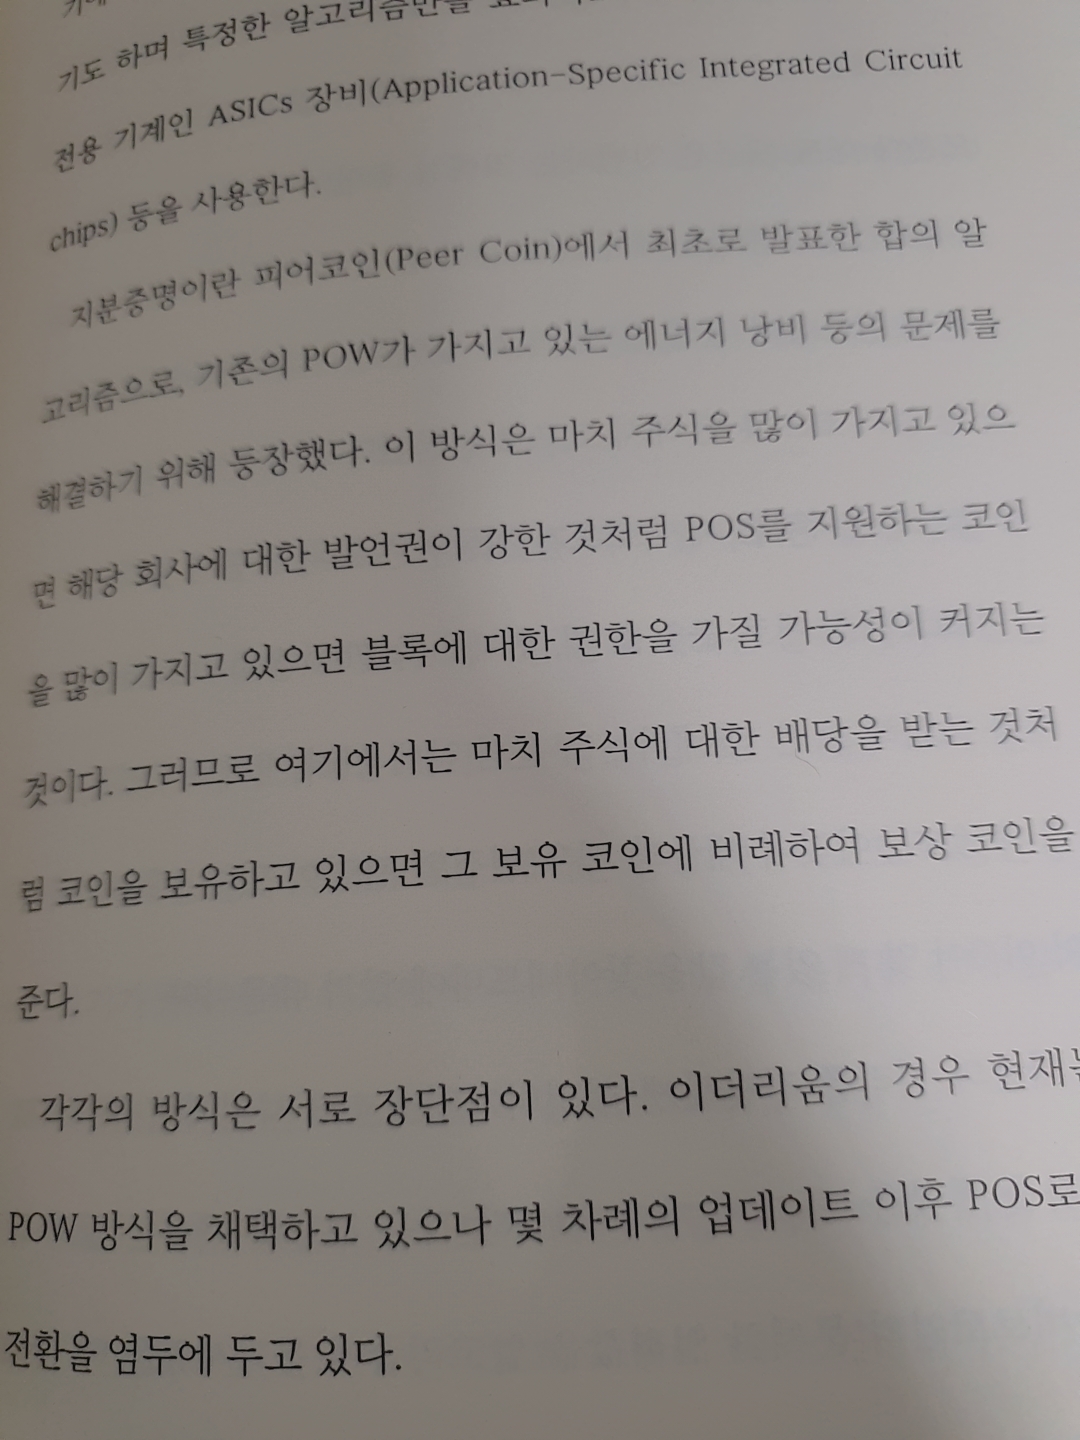 기도 하며 특정한 알고리즘만을
전용 기계인 ASICs 장비(Application-Specific Integrated Circuit
chips) 등을 사용한다.
지분증명이란 피어코인(Peer Coin)에서 최초로 발표한 합의 알
고리즘으로, 기존의 POW가 가지고 있는 에너지 낭비 등의 문제를
해결하기 위해 등장했다. 이 방식은 마치 주식을 많이 가지고 있으
면 해당 회사에 대한 발언권이 강한 것처럼 POS를 지원하는 코인
을 많이 가지고 있으면 블록에 대한 권한을 가질 가능성이 커지는
것이다. 그러므로 여기에서는 마치 주식에 대한 배당을 받는 것처
럼 코인을 보유하고 있으면 그 보유 코인에 비례하여 보상 코인을
준다.
각각의 방식은 서로 장단점이 있다. 이더리움의 경우 현재는
POW 방식을 채택하고 있으나 몇 차례의 업데이트 이후 POS로
전환을 염두에 두고 있다.